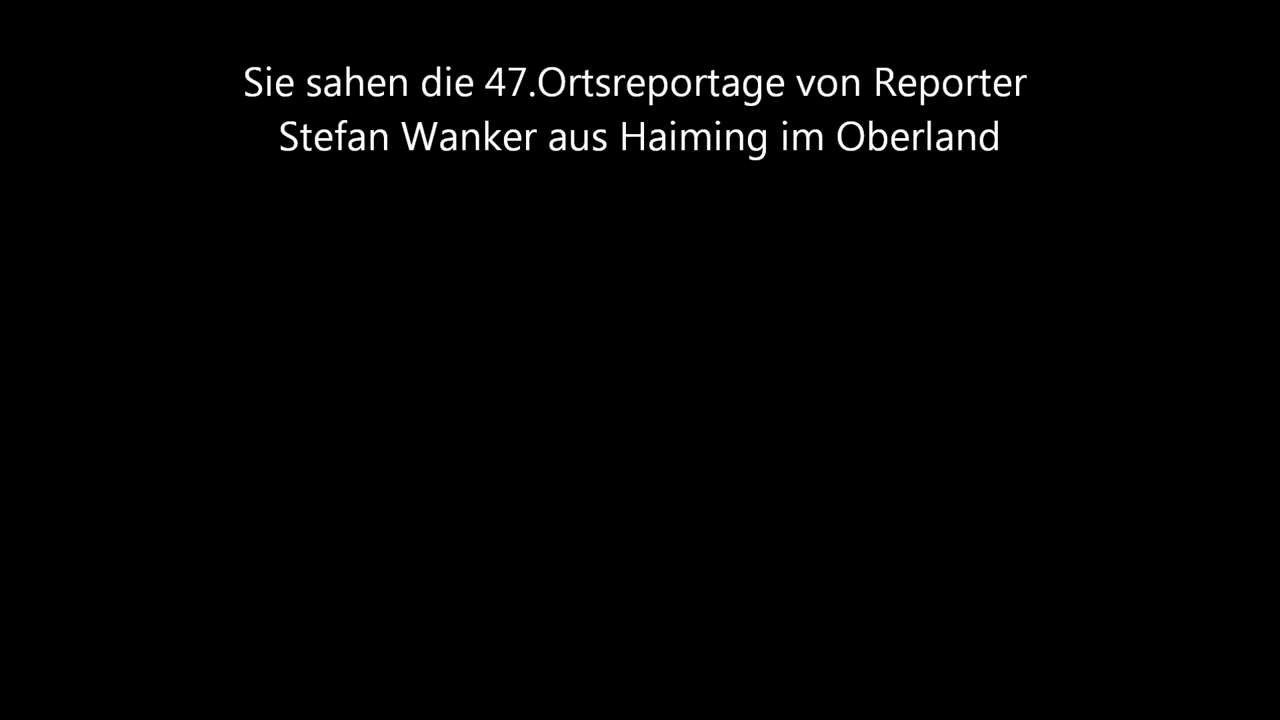 Sie sahen die 47.Ortsreportage von Reporter
Stefan Wanker aus Haiming im Oberland